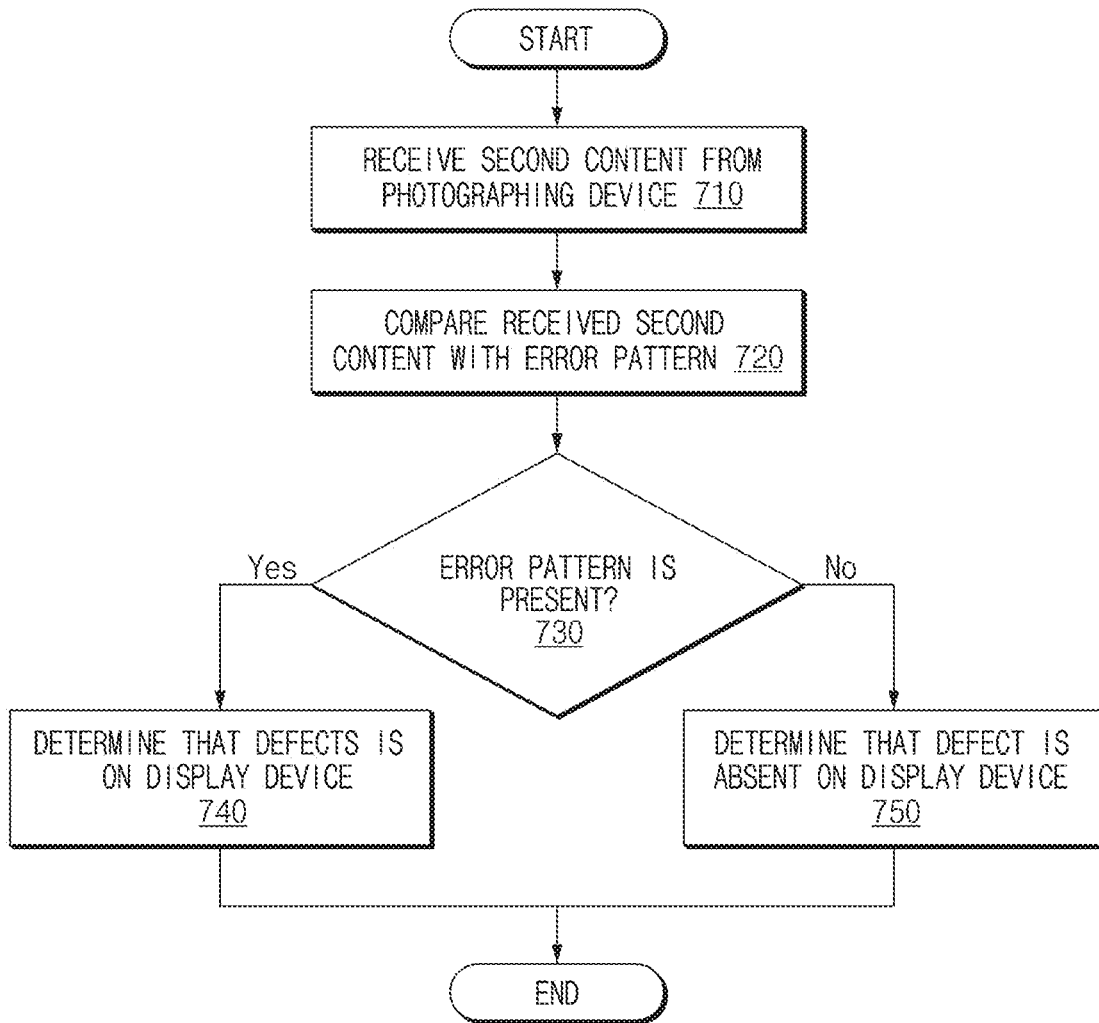 START
RECEIVE SECOND CONTENT FROM
PHOTOGRAPHING DEVICE 710
COMPARE RECEIVED SECOND
CONTENT WITH ERROR PATTERN 720
Yes
ERROR PATTERN IS
PRESENT?
730
No
DETERMINE THAT DEFECTS IS
ON DISPLAY DEVICE
740
DETERMINE THAT DEFECT IS
ABSENT ON DISPLAY DEVICE
750
END